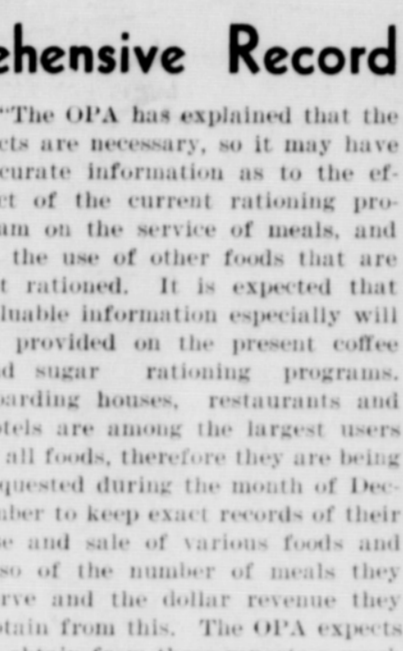 ehensive Record
"The OPA has explained that the
cts are necessary, so it may have
curate information as to the ef-
ct of the current rationing pro-
am on the service of meals, and
the use of other foods that are
t rationed. It is expected that
luable information especially will
provided on the present coffee
d sugar rationing programs.
arding houses, restaurants and
tels are among the largest users
all foods, therefore they are being
quested during the month of Dec-
mber to keep exact records of their
e and sale of various foods and
so of the number of meals they
rve and the dollar revenue they
btain from this. The OPA expects